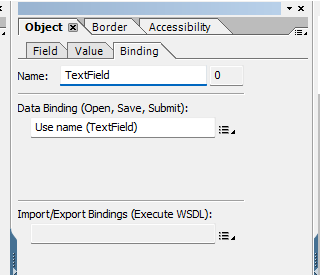 Object Border Accessibility
Field Value Binding
Name: TextField 0
Data Binding (Open, Save, Submit):
Use name (TextField)
Import/Export Bindings (Execute WSDL):